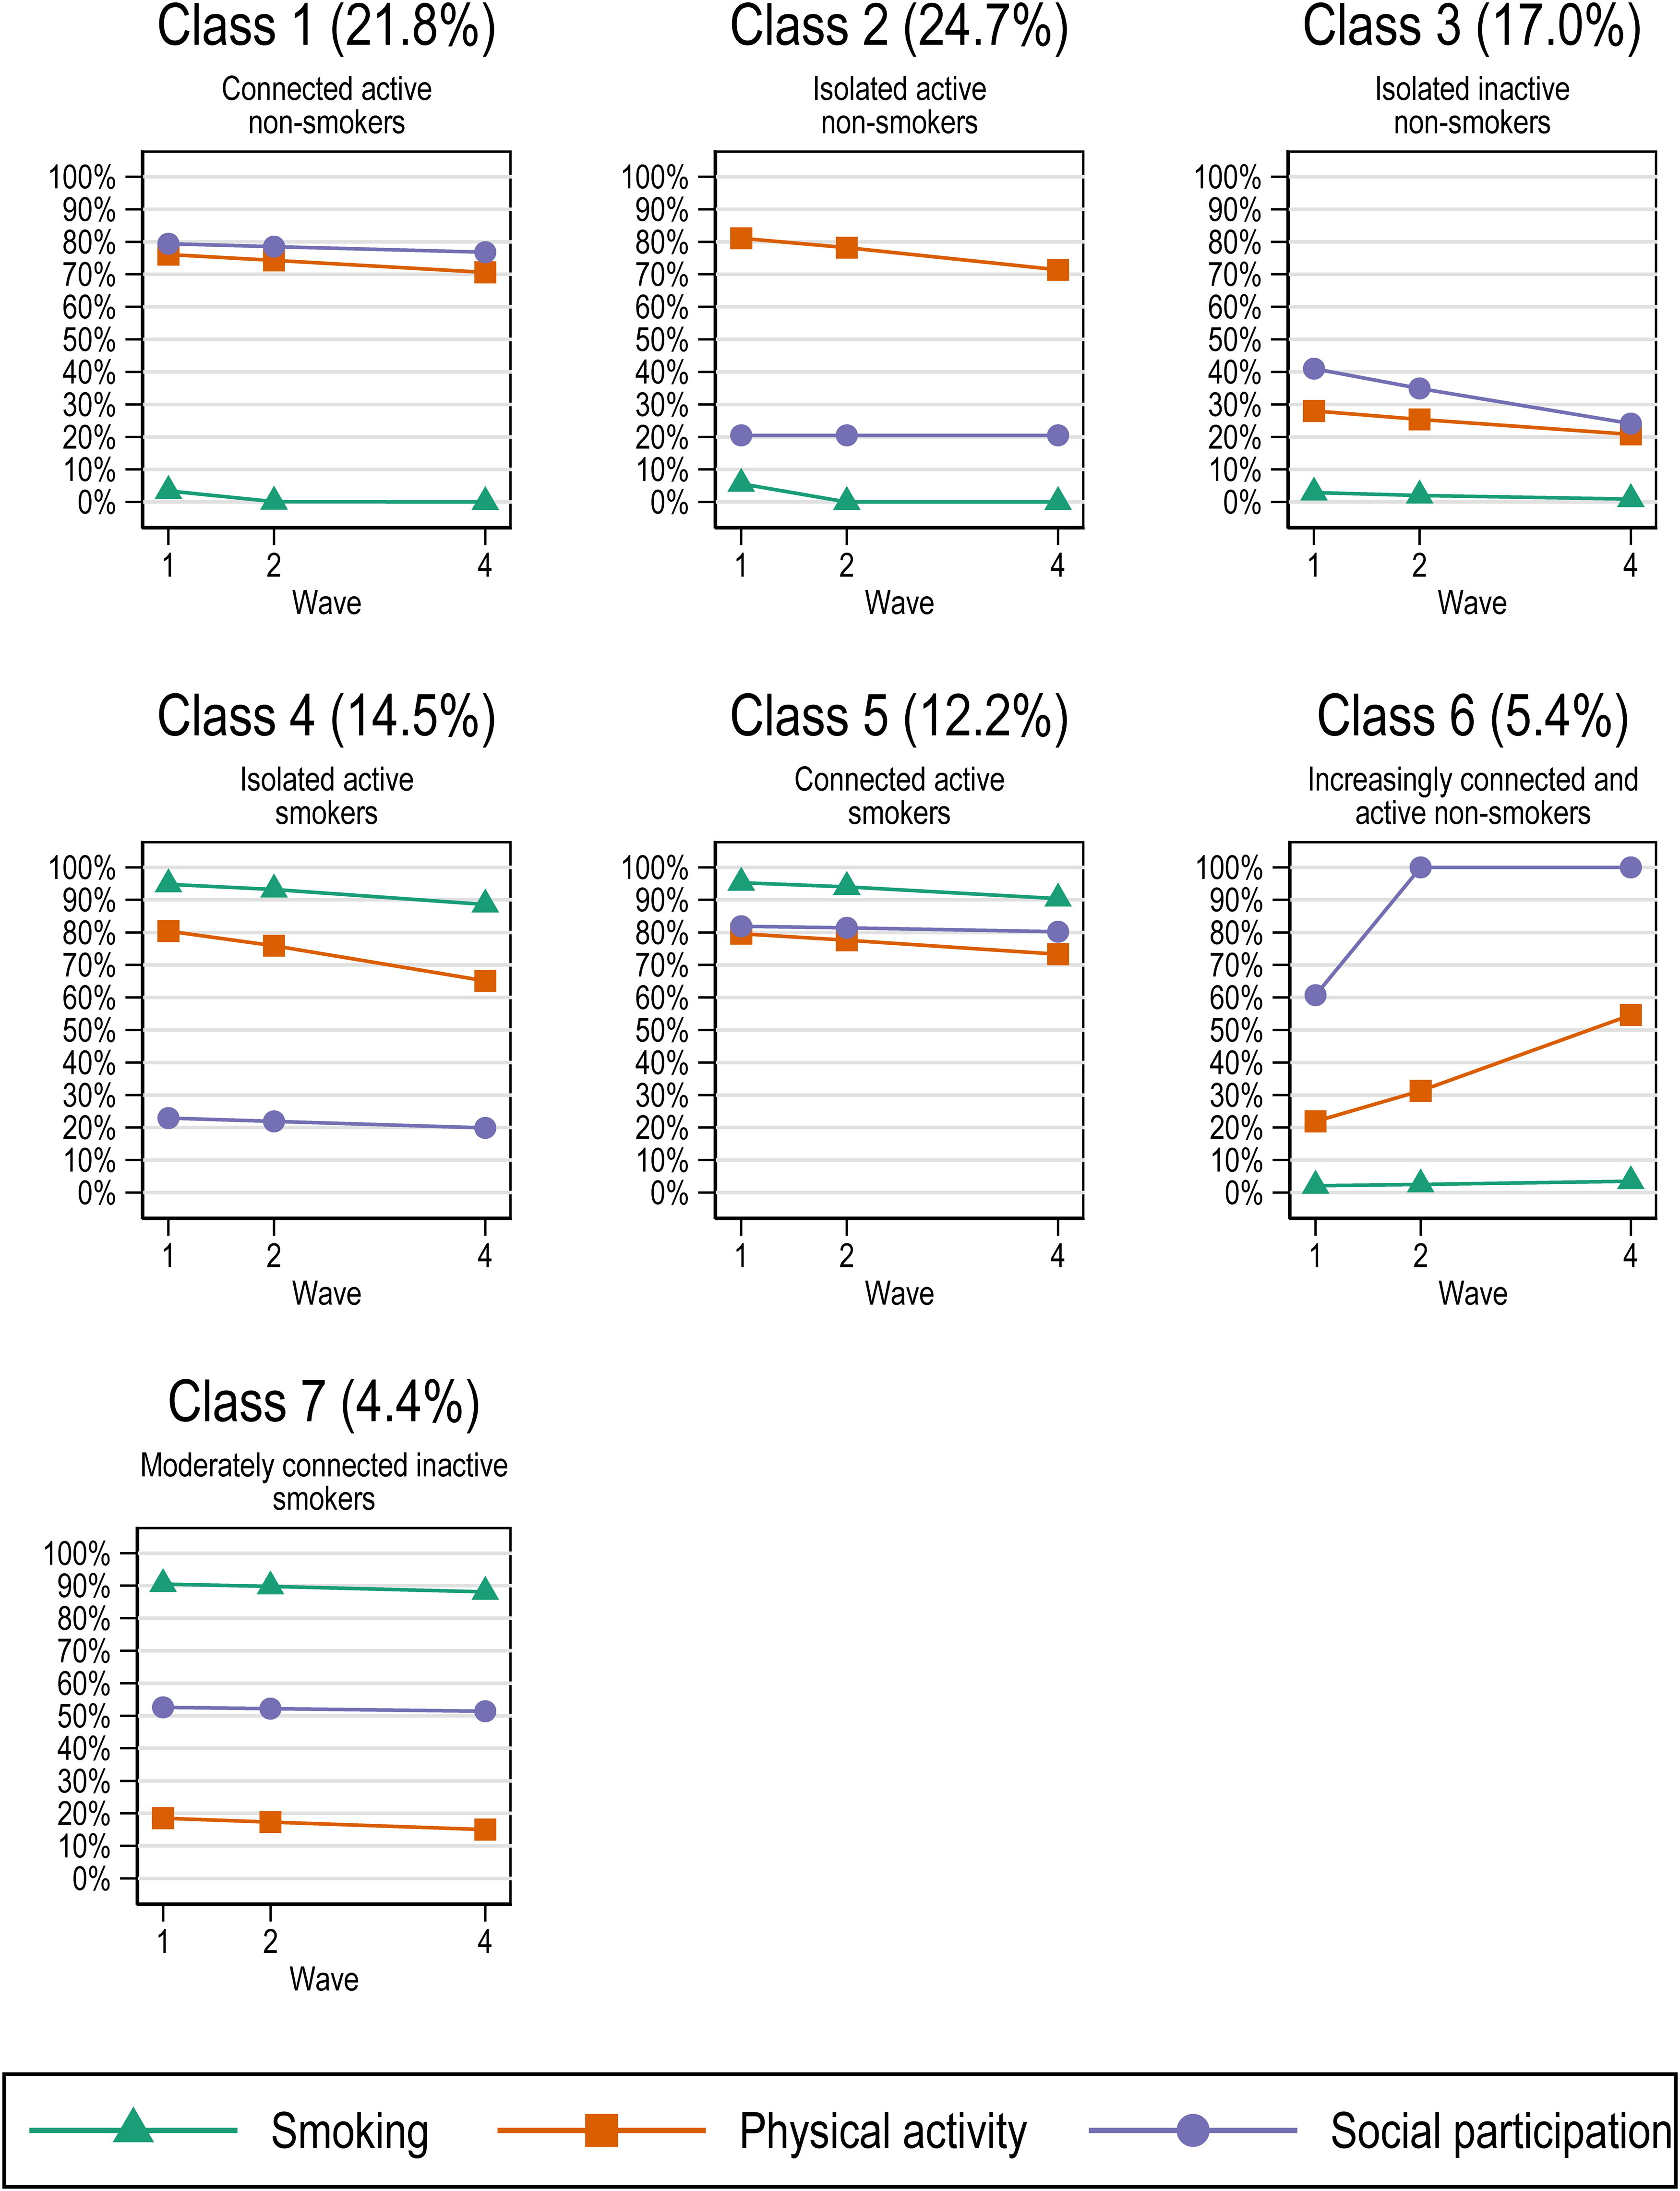 Class 1 (21.8%)
Connected active
non-smokers
100%
90%
80%
70%
60%
50%
40%
30%
20%
10%
0%
1 2 4
Wave
Class 2 (24.7%)
Isolated active
non-smokers
100%
90%
80%
70%
60%
50%
40%
30%
20%
10%
0%
1 2 4
Wave
Class 3 (17.0%)
Isolated inactive
non-smokers
100%
90%
80%
70%
60%
50%
40%
30%
20%
10%
0%
1 2 4
Wave
Class 4 (14.5%)
Isolated active
smokers
100%
90%
80%
70%
60%
50%
40%
30%
20%
10%
0%
1 2 4
Wave
Class 5 (12.2%)
Connected active
smokers
100%
90%
80%
70%
60%
50%
40%
30%
20%
10%
0%
1 2 4
Wave
Class 6 (5.4%)
Increasingly connected and
active non-smokers
100%
90%
80%
70%
60%
50%
40%
30%
20%
10%
0%
1 2 4
Wave
Class 7 (4.4%)
Moderately connected inactive
smokers
100%
90%
80%
70%
60%
50%
40%
30%
20%
10%
0%
1 2 4
Wave
Smoking Physical activity Social participation